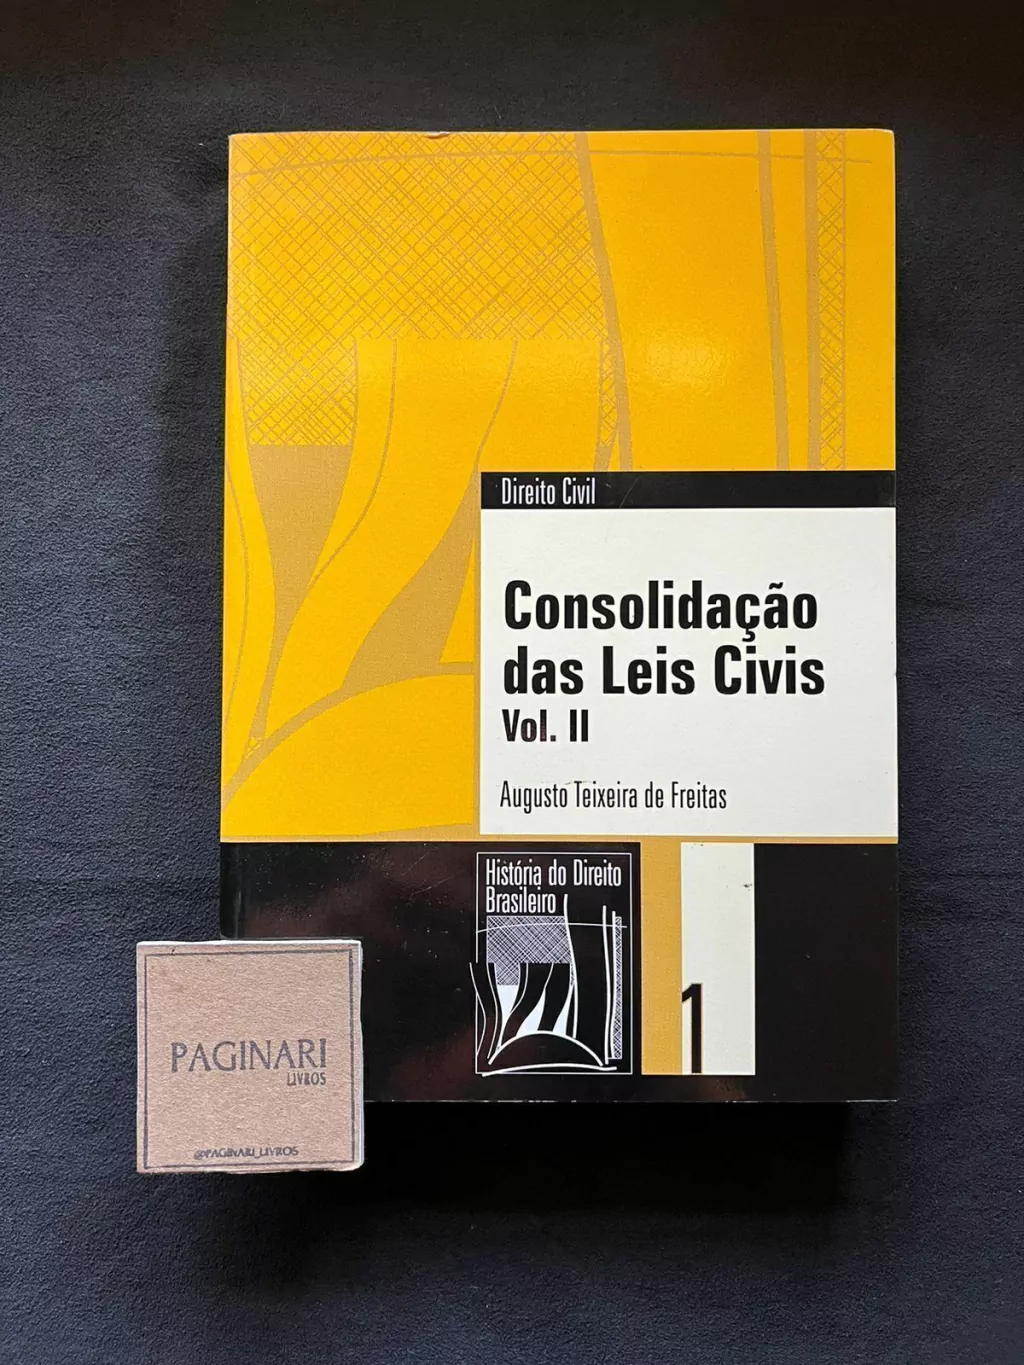 Direito Civil
Consolidação
das Leis Civis
Vol. II
Augusto Teixeira de Freitas
História do Direito
Brasileiro
1
PAGINARI
LIVROS
@PAGINARI_LIVROS